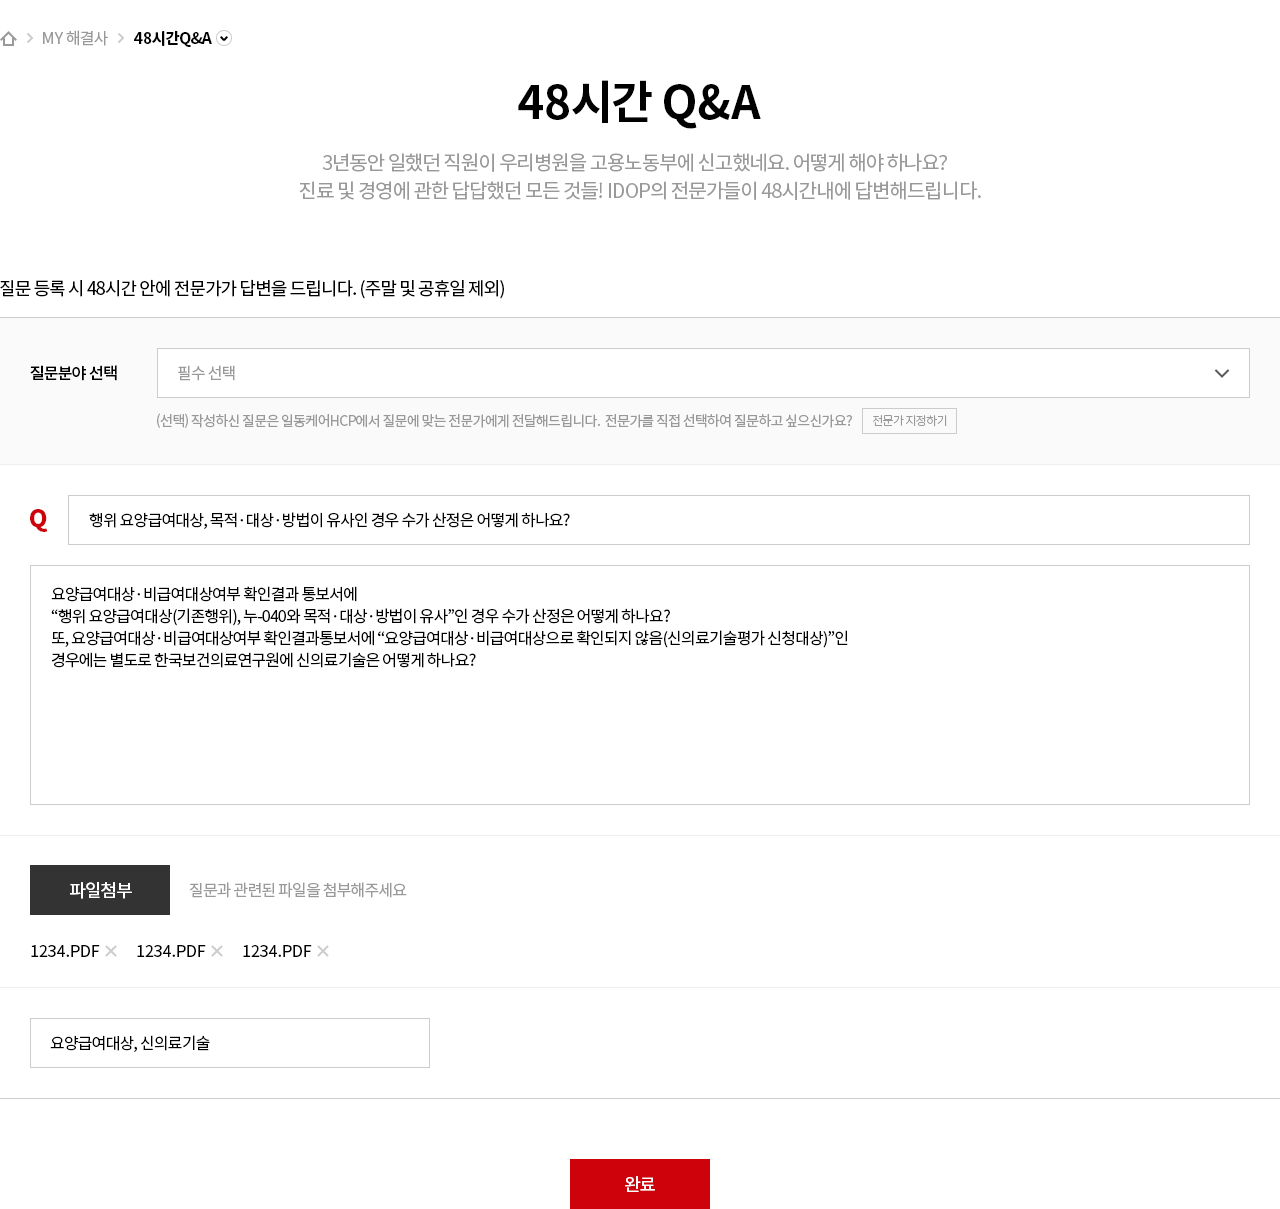 MY 해결사 48시간Q&A
48시간 Q&A
3년동안 일했던 직원이 우리병원을 고용노동부에 신고했네요. 어떻게 해야 하나요?
진료 및 경영에 관한 답답했던 모든 것들! IDOP의 전문가들이 48시간내에 답변해드립니다.
질문 등록 시 48시간 안에 전문가가 답변을 드립니다. (주말 및 공휴일 제외)
질문분야 선택 필수 선택
(선택) 작성하신 질문은 일동케어HCP에서 질문에 맞는 전문가에게 전달해드립니다. 전문가를 직접 선택하여 질문하고 싶으신가요? 전문가 지정하기
Q 행위 요양급여대상, 목적·대상·방법이 유사인 경우 수가 산정은 어떻게 하나요?
요양급여대상·비급여대상여부 확인결과 통보서에
“행위 요양급여대상(기존행위), 누-040와 목적·대상·방법이 유사”인 경우 수가 산정은 어떻게 하나요?
또, 요양급여대상·비급여대상여부 확인결과통보서에 “요양급여대상·비급여대상으로 확인되지 않음(신의료기술평가 신청대상)”인
경우에는 별도로 한국보건의료연구원에 신의료기술은 어떻게 하나요?
파일첨부 질문과 관련된 파일을 첨부해주세요
1234.PDF 1234.PDF 1234.PDF
요양급여대상, 신의료기술
완료